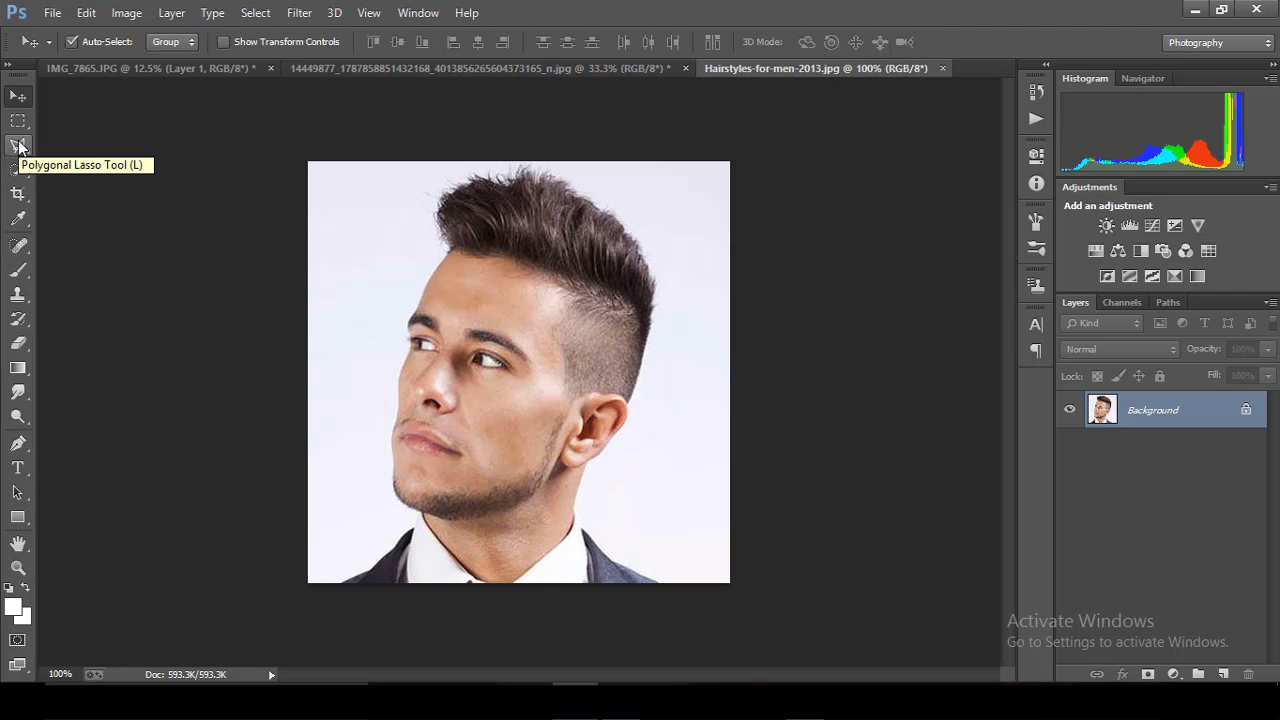 Ps File Edit Image Layer Type Select Filter 3D View Window Help
Auto-Select: Group Show Transform Controls 3D Mode: Photography
IMG_7865.JPG @ 12.5% (Layer 1, RGB/8*) * × 14449877_1787858851432168_4013856265604373165_n.jpg @ 33.3% (RGB/8*) * × Hairstyles-for-men-2013.jpg @ 100% (RGB/8*) ×
Histogram Navigator
Polygonal Lasso Tool (L)
Adjustments
Add an adjustment
Layers Channels Paths
Kind
Normal Opacity: 100%
Lock: Fill: 100%
Background
Activate Windows
Go to Settings to activate Windows.
100% Doc: 593.3K/593.3K